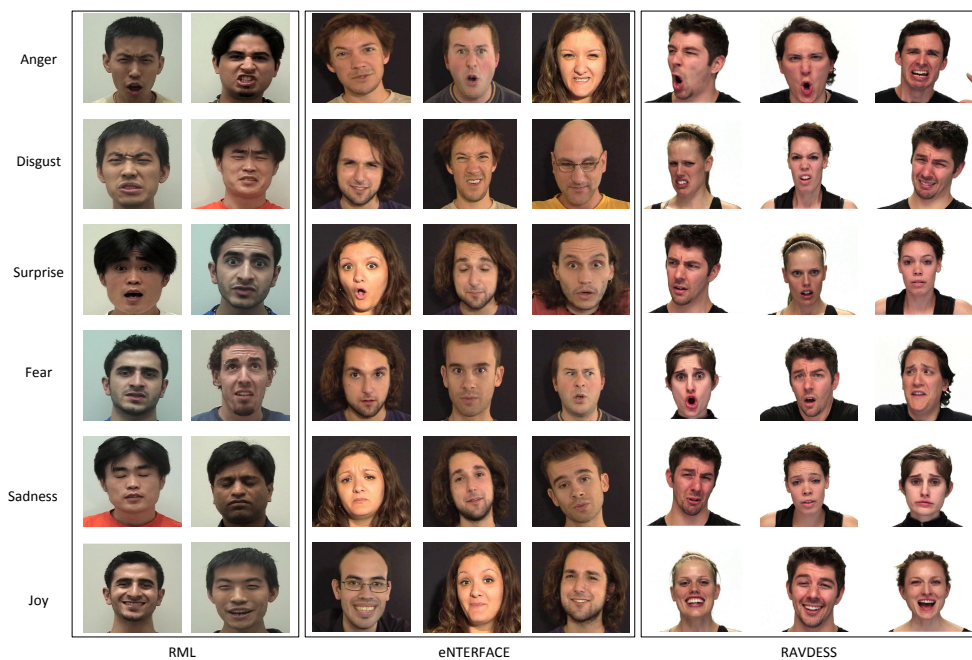 Anger
Disgust
Surprise
Fear
Sadness
Joy
RML
eNTERFACE
RAVDESS